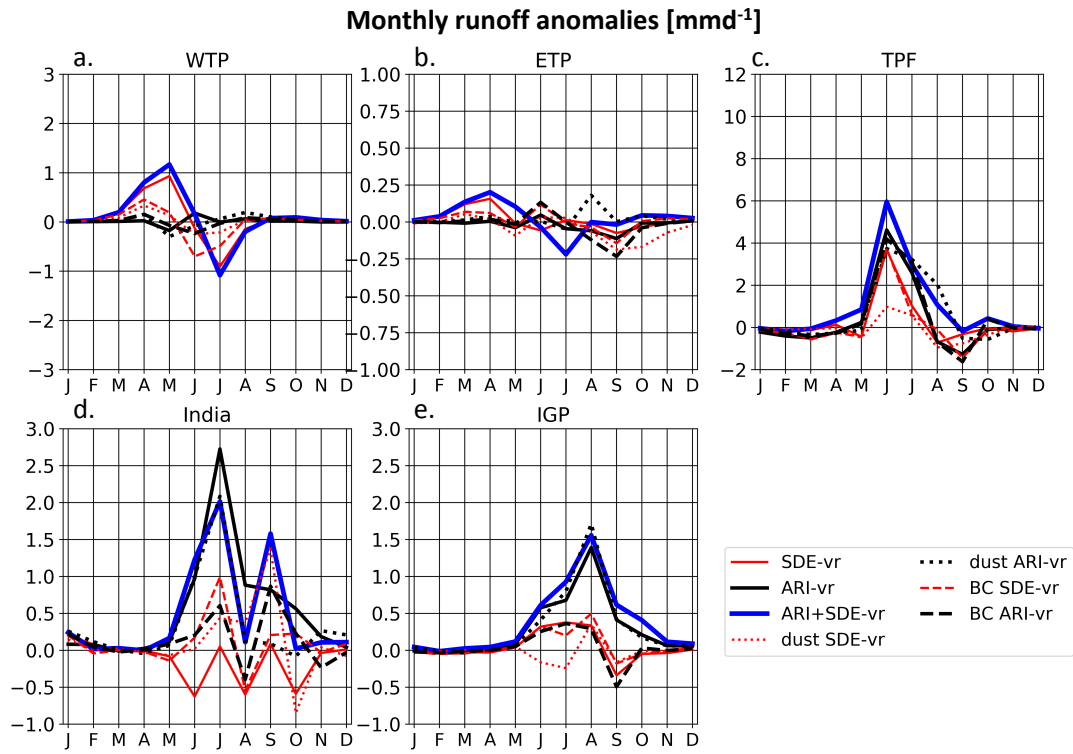 Monthly runoff anomalies [mmd⁻¹]
a.
WTP
3
2
1
0
−1
−2
−3
J F M A M J J A S O N D
b.
ETP
1.00
0.75
0.50
0.25
0.00
−0.25
−0.50
0.75
1.00
J F M A M J J A S O N D
c.
TPF
12
10
8
6
4
2
0
−2
J F M A M J J A S O N D
d.
India
3.0
2.5
2.0
1.5
1.0
0.5
0.0
−0.5
−1.0
J F M A M J J A S O N D
e.
IGP
3.0
2.5
2.0
1.5
1.0
0.5
0.0
−0.5
−1.0
J F M A M J J A S O N D
SDE-vr
ARI-vr
ARI+SDE-vr
dust SDE-vr
dust ARI-vr
BC SDE-vr
BC ARI-vr